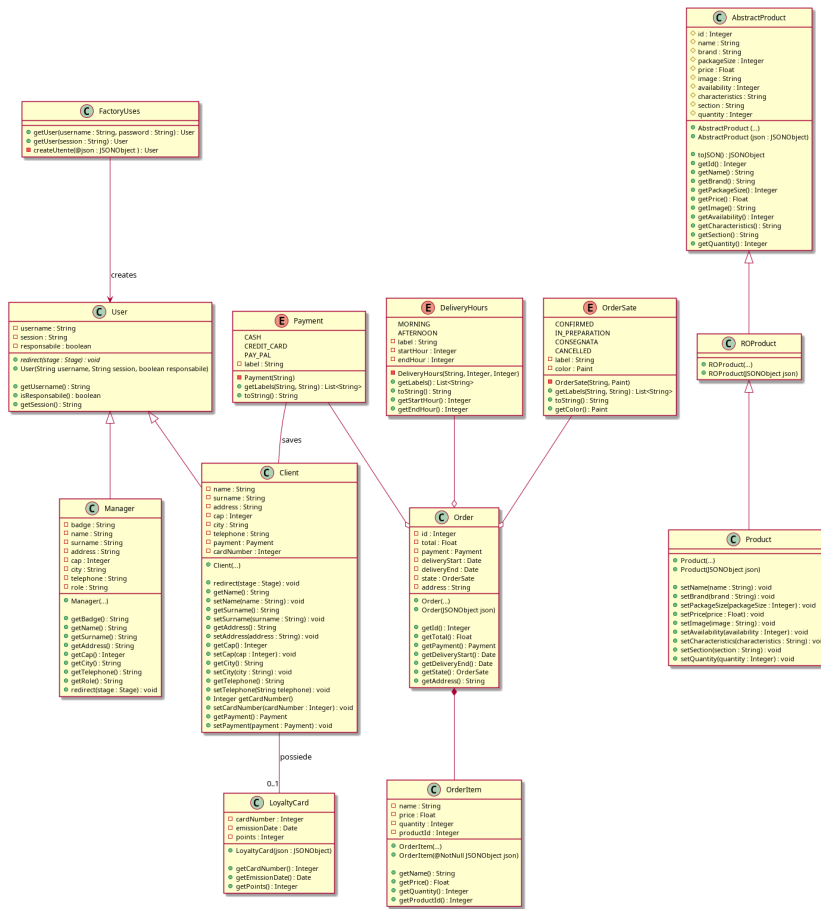 AbstractProduct
id : Integer
name : String
brand : String
packageSize : Integer
price : Float
image : String
availability : Integer
characteristics : String
section : String
quantity : Integer
AbstractProduct (...)
AbstractProduct (json : JSONObject)
toJSON() : JSONObject
getId() : Integer
getName() : String
getBrand() : String
getPackageSize() : Integer
getPrice() : Float
getImage() : String
getAvailability() : Integer
getCharacteristics() : String
getSection() : String
getQuantity() : Integer
FactoryUses
getUser(username : String, password : String) : User
getUser(session : String) : User
createUtente(@json : JSONObject ) : User
creates
User
username : String
session : String
responsabile : boolean
redirect(stage : Stage) : void
User(String username, String session, boolean responsabile)
getUsername() : String
isResponsabile() : boolean
getSession() : String
Payment
CASH
CREDIT_CARD
PAY_PAL
label : String
Payment(String)
getLabels(String, String) : List<String>
toString() : String
DeliveryHours
MORNING
AFTERNOON
label : String
startHour : Integer
endHour : Integer
DeliveryHours(String, Integer, Integer)
getLabels() : List<String>
toString() : String
getStartHour() : Integer
getEndHour() : Integer
OrderSate
CONFIRMED
IN_PREPARATION
CONSEGNATA
CANCELLED
label : String
color : Paint
OrderSate(String, Paint)
getLabels(String, String) : List<String>
toString() : String
getColor() : Paint
ROProduct
ROProduct(...)
ROProduct(JSONObject json)
saves
Manager
badge : String
name : String
surname : String
address : String
cap : Integer
city : String
telephone : String
role : String
Manager(...)
getBadge() : String
getName() : String
getSurname() : String
getAddress() : String
getCap() : Integer
getCity() : String
getTelephone() : String
getRole() : String
redirect(stage : Stage) : void
Client
name : String
surname : String
address : String
cap : Integer
city : String
telephone : String
payment : Payment
cardNumber : Integer
Client(...)
redirect(stage : Stage) : void
getName() : String
setName(name : String) : void
getSurname() : String
setSurname(surname : String) : void
getAddress() : String
setAddress(address : String) : void
getCap() : Integer
setCap(cap : Integer) : void
getCity() : String
setCity(city : String) : void
getTelephone() : String
setTelephone(String telephone) : void
Integer getCardNumber()
setCardNumber(cardNumber : Integer) : void
getPayment() : Payment
setPayment(payment : Payment) : void
Order
id : Integer
total : Float
payment : Payment
deliveryStart : Date
deliveryEnd : Date
state : OrderSate
address : String
Order(...)
Order(JSONObject json)
getId() : Integer
getTotal() : Float
getPayment() : Payment
getDeliveryStart() : Date
getDeliveryEnd() : Date
getState() : OrderSate
getAddress() : String
Product
Product(...)
Product(JSONObject json)
setName(name : String) : void
setBrand(brand : String) : void
setPackageSize(packageSize : Integer) : void
setPrice(price : Float) : void
setImage(image : String) : void
setAvailability(availability : Integer) : void
setCharacteristics(characteristics : String) :
setSection(section : String) : void
setQuantity(quantity : Integer) : void
possiede
0..1
LoyaltyCard
cardNumber : Integer
emissionDate : Date
points : Integer
LoyaltyCard(json : JSONObject)
getCardNumber() : Integer
getEmissionDate() : Date
getPoints() : Integer
OrderItem
name : String
price : Float
quantity : Integer
productId : Integer
OrderItem(...)
OrderItem(@NotNull JSONObject json)
getName() : String
getPrice() : Float
getQuantity() : Integer
getProductId() : Integer